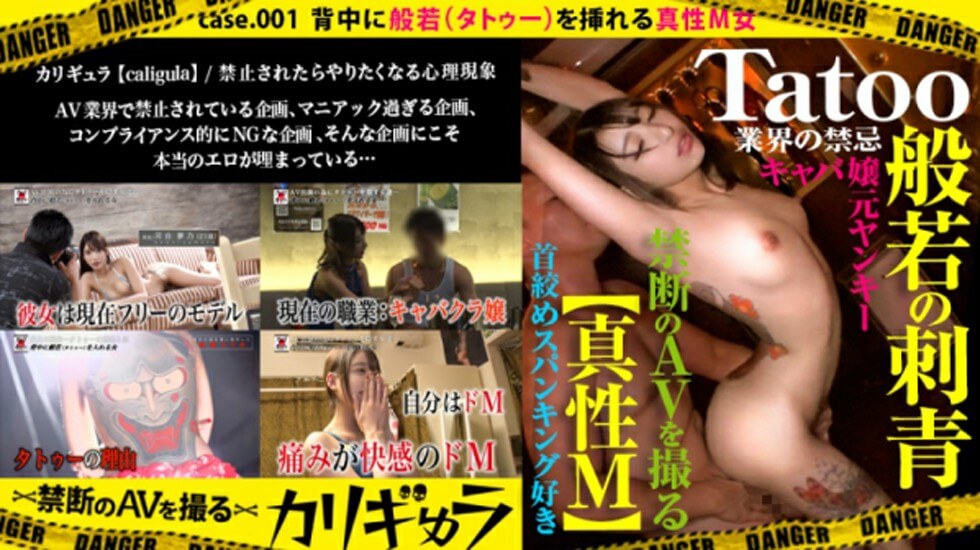 DANGER DANGER DANGER DANGER
case.001 背中に般若(タトゥー)を挿れる真性M女
カリギュラ【caligula】/ 禁止されたらやりたくなる心理現象
AV業界で禁止されている企画、マニアック過ぎる企画、
コンプライアンス的にNGな企画、そんな企画にこそ
本当のエロが埋まっている…
彼女は現在フリーのモデル
現在の職業:キャバクラ嬢
タトゥーの理由
自分はドM
痛みが快感のドM
×禁断のAVを撮る×
カリギュラ
Tatoo
業界の禁忌
般若の刺青
キャバ嬢元ヤンキー
禁断のAVを撮る
【真性M】
首絞めスパンキング好き
DANGER DANGER DANGER DANGER